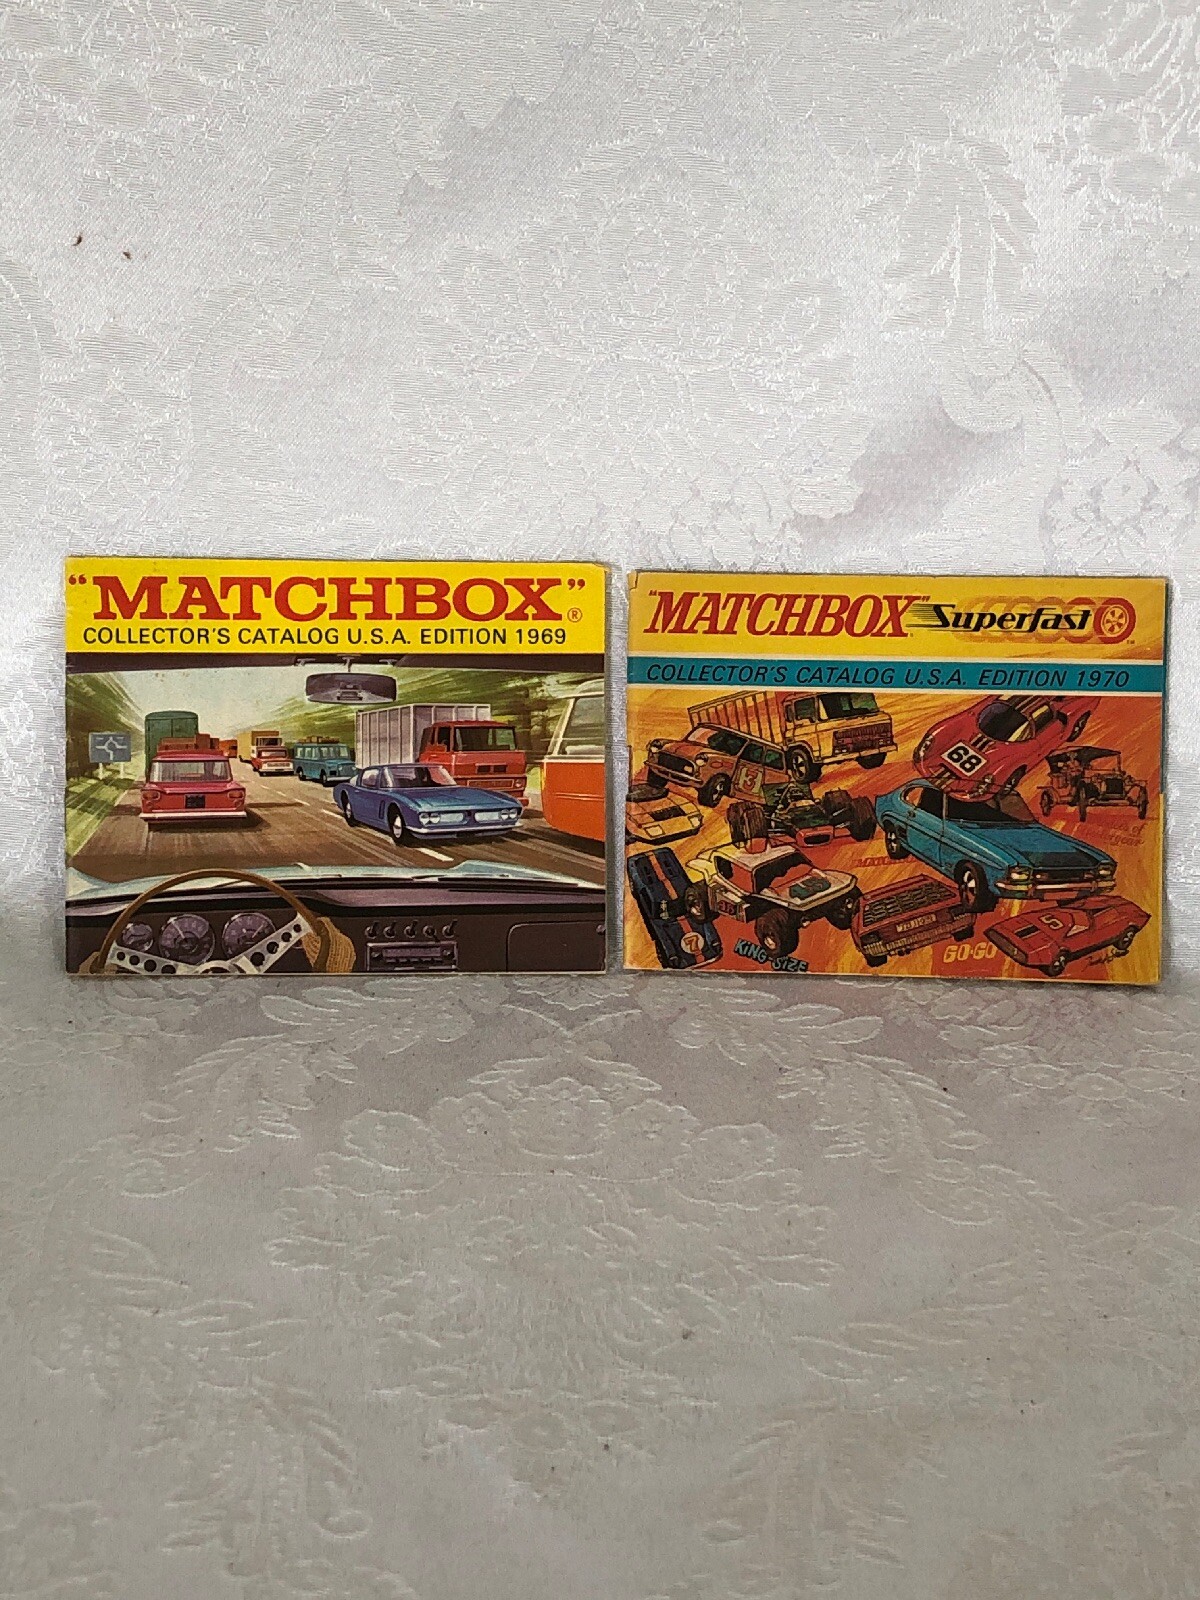 "MATCHBOX"®
COLLECTOR'S CATALOG U.S.A. EDITION 1969
"MATCHBOX" Superfast ™
COLLECTOR'S CATALOG U.S.A. EDITION 1970
68
3
7
5
KING-SIZE
GO-GO